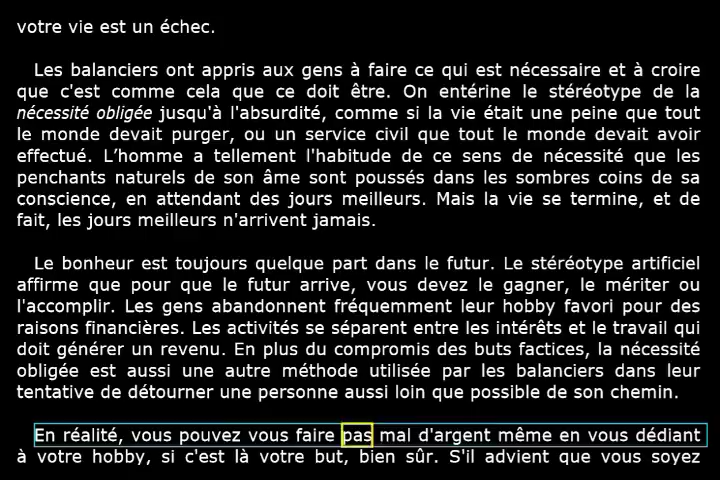 votre vie est un échec.
Les balanciers ont appris aux gens à faire ce qui est nécessaire et à croire
que c'est comme cela que ce doit être. On entérine le stéréotype de la
nécessité obligée jusqu'à l'absurdité, comme si la vie était une peine que tout
le monde devait purger, ou un service civil que tout le monde devait avoir
effectué. L’homme a tellement l'habitude de ce sens de nécessité que les
penchants naturels de son âme sont poussés dans les sombres coins de sa
conscience, en attendant des jours meilleurs. Mais la vie se termine, et de
fait, les jours meilleurs n'arrivent jamais.
Le bonheur est toujours quelque part dans le futur. Le stéréotype artificiel
affirme que pour que le futur arrive, vous devez le gagner, le mériter ou
l'accomplir. Les gens abandonnent fréquemment leur hobby favori pour des
raisons financières. Les activités se séparent entre les intérêts et le travail qui
doit générer un revenu. En plus du compromis des buts factices, la nécessité
obligée est aussi une autre méthode utilisée par les balanciers dans leur
tentative de détourner une personne aussi loin que possible de son chemin.
En réalité, vous pouvez vous faire pas mal d'argent même en vous dédiant
à votre hobby, si c'est là votre but, bien sûr. S'il advient que vous soyez